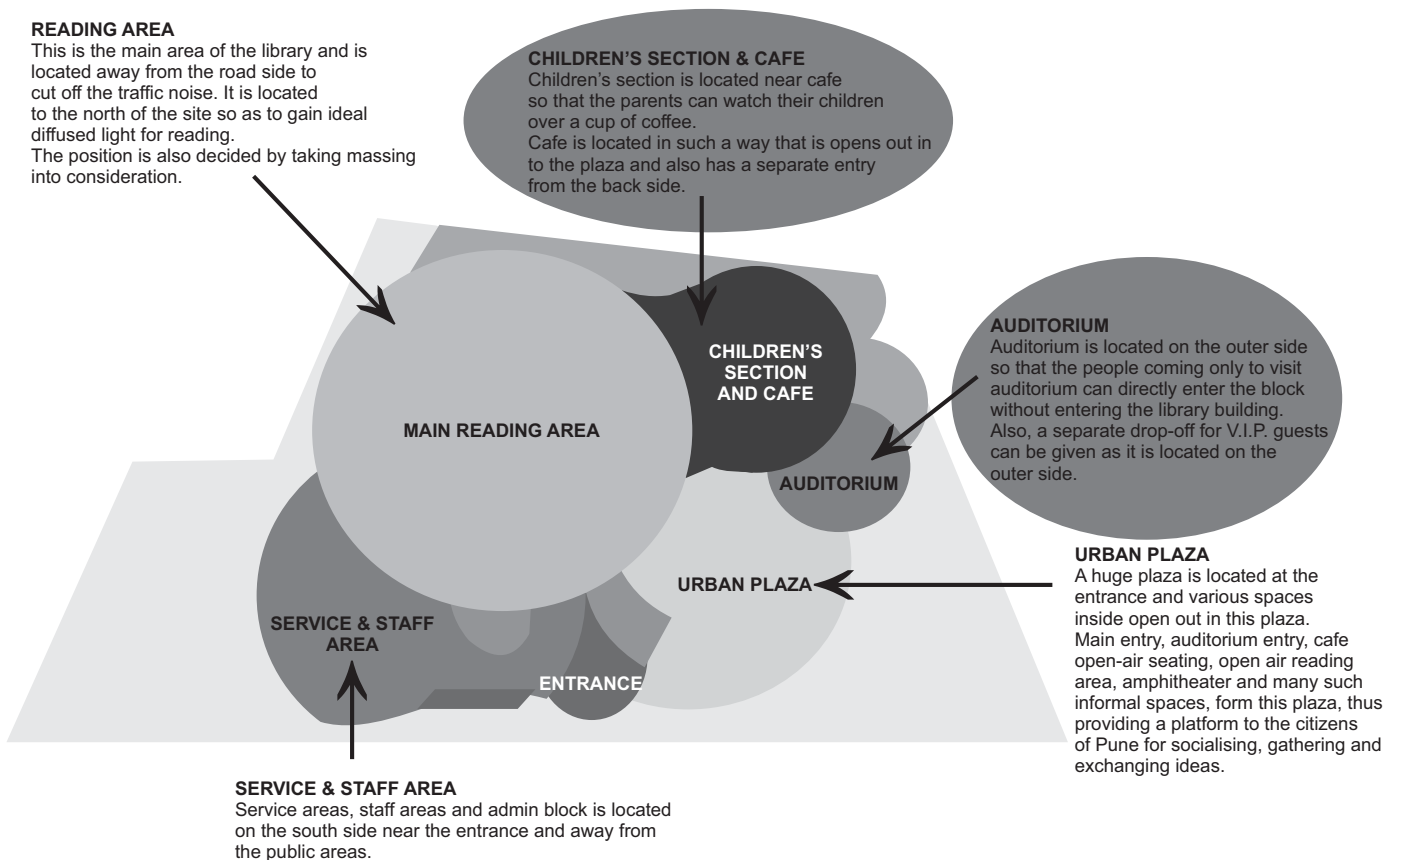 READING AREA
This is the main area of the library and is
located away from the road side to
cut off the traffic noise. It is located
to the north of the site so as to gain ideal
diffused light for reading.
The position is also decided by taking massing
into consideration.
CHILDREN'S SECTION & CAFE
Children's section is located near cafe
so that the parents can watch their children
over a cup of coffee.
Cafe is located in such a way that is opens out in
to the plaza and also has a separate entry
from the back side.
AUDITORIUM
Auditorium is located on the outer side
so that the people coming only to visit
auditorium can directly enter the block
without entering the library building.
Also, a separate drop-off for V.I.P. guests
can be given as it is located on the
outer side.
CHILDREN'S
SECTION
AND CAFE
MAIN READING AREA
AUDITORIUM
URBAN PLAZA
SERVICE & STAFF
AREA
ENTRANCE
URBAN PLAZA
A huge plaza is located at the
entrance and various spaces
inside open out in this plaza.
Main entry, auditorium entry, cafe
open-air seating, open air reading
area, amphitheater and many such
informal spaces, form this plaza, thus
providing a platform to the citizens
of Pune for socialising, gathering and
exchanging ideas.
SERVICE & STAFF AREA
Service areas, staff areas and admin block is located
on the south side near the entrance and away from
the public areas.